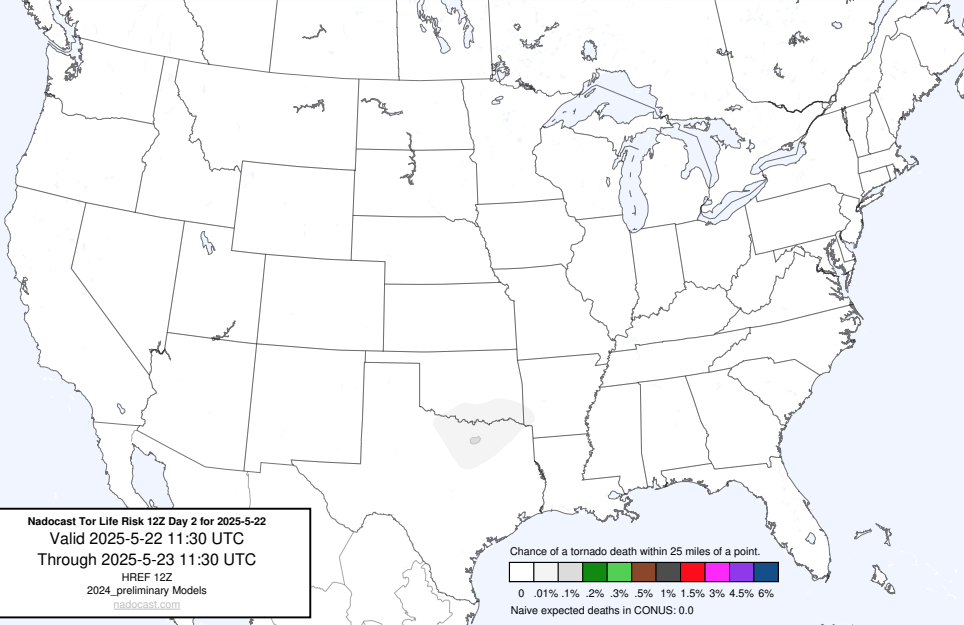 Nadocast Tor Life Risk 12Z Day 2 for 2025-5-22
Valid 2025-5-22 11:30 UTC
Through 2025-5-23 11:30 UTC
HREF 12Z
2024_preliminary Models
nadocast.com
Chance of a tornado death within 25 miles of a point.
0 .01% .1% .2% .3% .5% 1% 1.5% 3% 4.5% 6%
Naive expected deaths in CONUS: 0.0